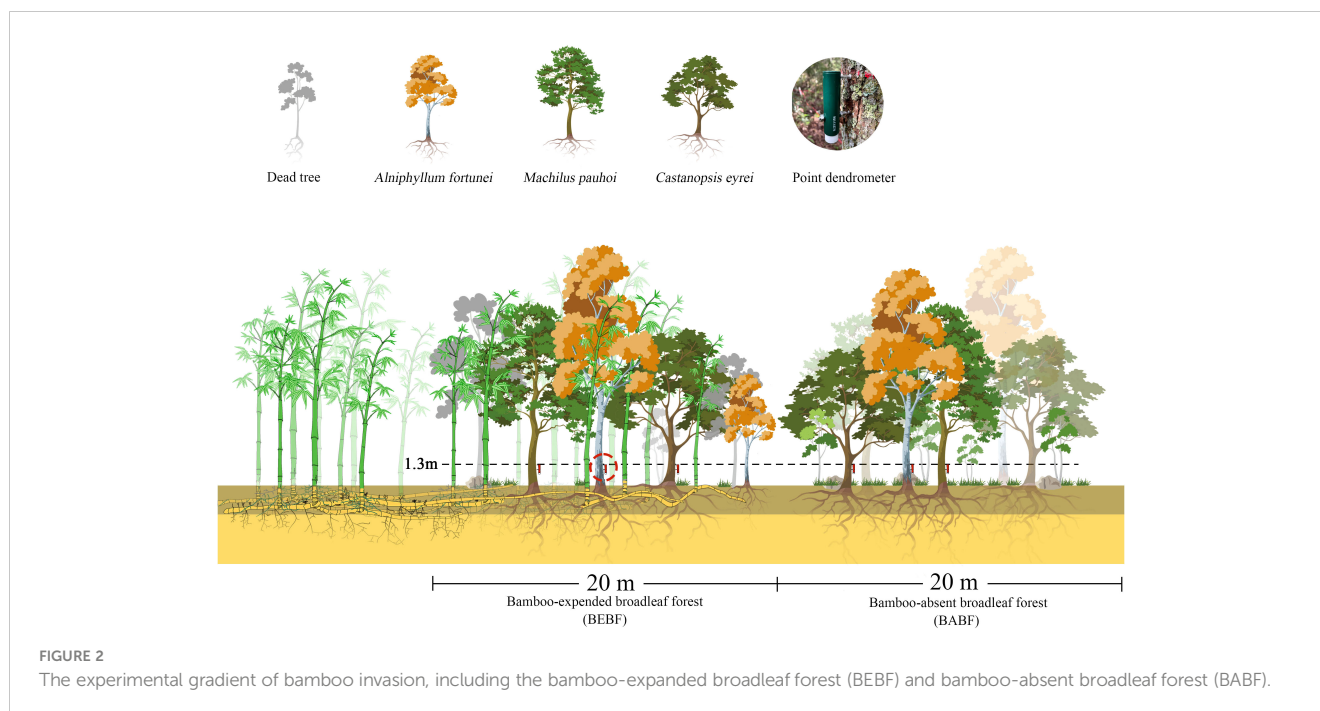 Dead tree
Alniphyllum fortunei
Machilus pauhoi
Castanopsis eyrei
Point dendrometer
1.3m
20 m
20 m
Bamboo-expended broadleaf forest
(BEBF)
Bamboo-absent broadleaf forest
(BABF)
FIGURE 2
The experimental gradient of bamboo invasion, including the bamboo-expanded broadleaf forest (BEBF) and bamboo-absent broadleaf forest (BABF).